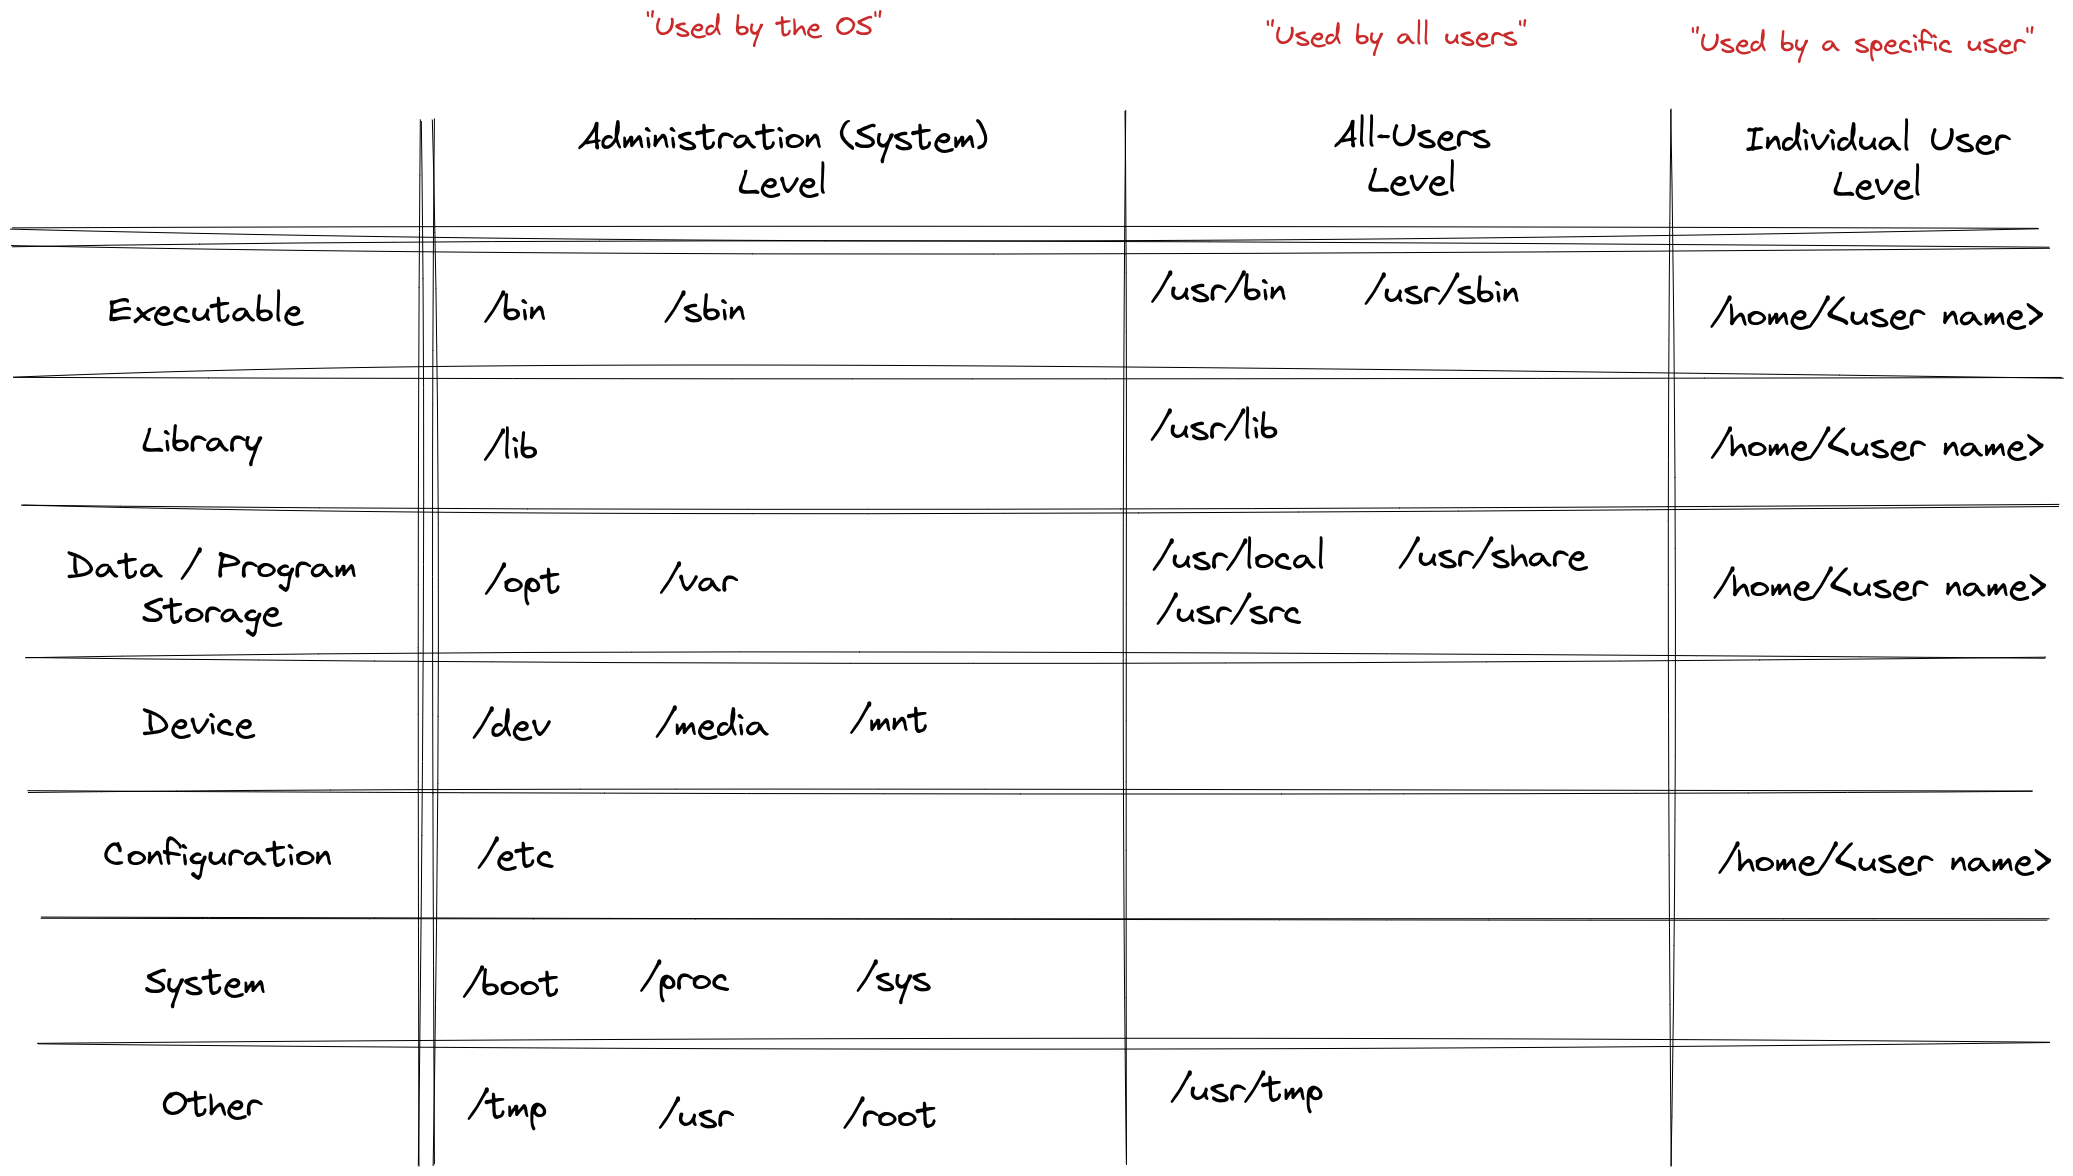 "Used by the OS"
"Used by all users"
"Used by a specific user"
Administration (System)
Level
All-Users
Level
Individual User
Level
Executable
/bin
/sbin
/usr/bin
/usr/sbin
/home/<user name>
Library
/lib
/usr/lib
/home/<user name>
Data / Program
Storage
/opt
/var
/usr/local
/usr/share
/usr/src
/home/<user name>
Device
/dev
/media
/mnt
Configuration
/etc
/home/<user name>
System
/boot
/proc
/sys
Other
/tmp
/usr
/root
/usr/tmp